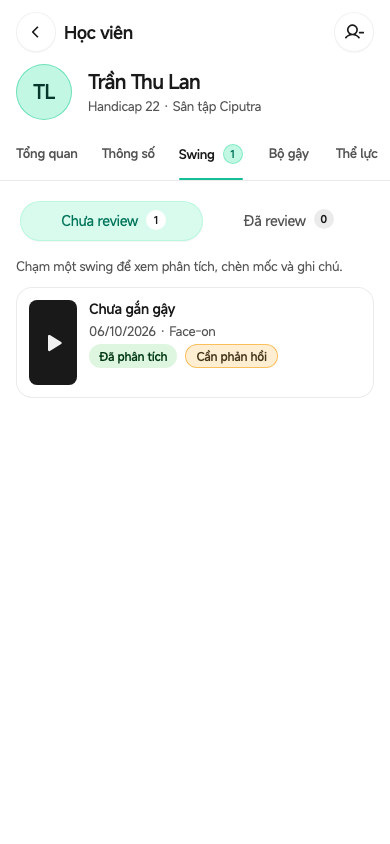 Học viên
TL
Trần Thu Lan
Handicap 22 · Sân tập Ciputra
Tổng quan Thông số Swing 1 Bộ gậy Thể lực
Chưa review 1 Đã review 0
Chạm một swing để xem phân tích, chèn mốc và ghi chú.
Chưa gắn gậy
06/10/2026 · Face-on
Đã phân tích Cần phản hồi